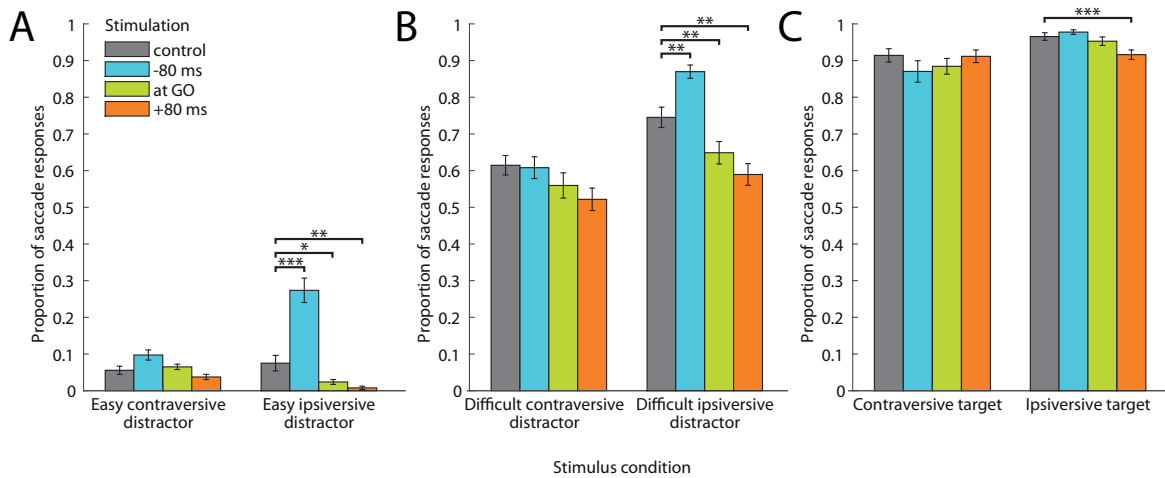 A
Proportion of saccade responses
1
0.9
0.8
0.7
0.6
0.5
0.4
0.3
0.2
0.1
0
Stimulation
control
-80 ms
at GO
+80 ms
**
*
***
Easy contraversive
distractor
Easy ipsiversive
distractor
B
Proportion of saccade responses
1
0.9
0.8
0.7
0.6
0.5
0.4
0.3
0.2
0.1
0
**
**
**
Difficult contraversive
distractor
Difficult ipsiversive
distractor
C
Proportion of saccade responses
1
0.9
0.8
0.7
0.6
0.5
0.4
0.3
0.2
0.1
0
***
Contraversive target
Ipsiversive target
Stimulus condition